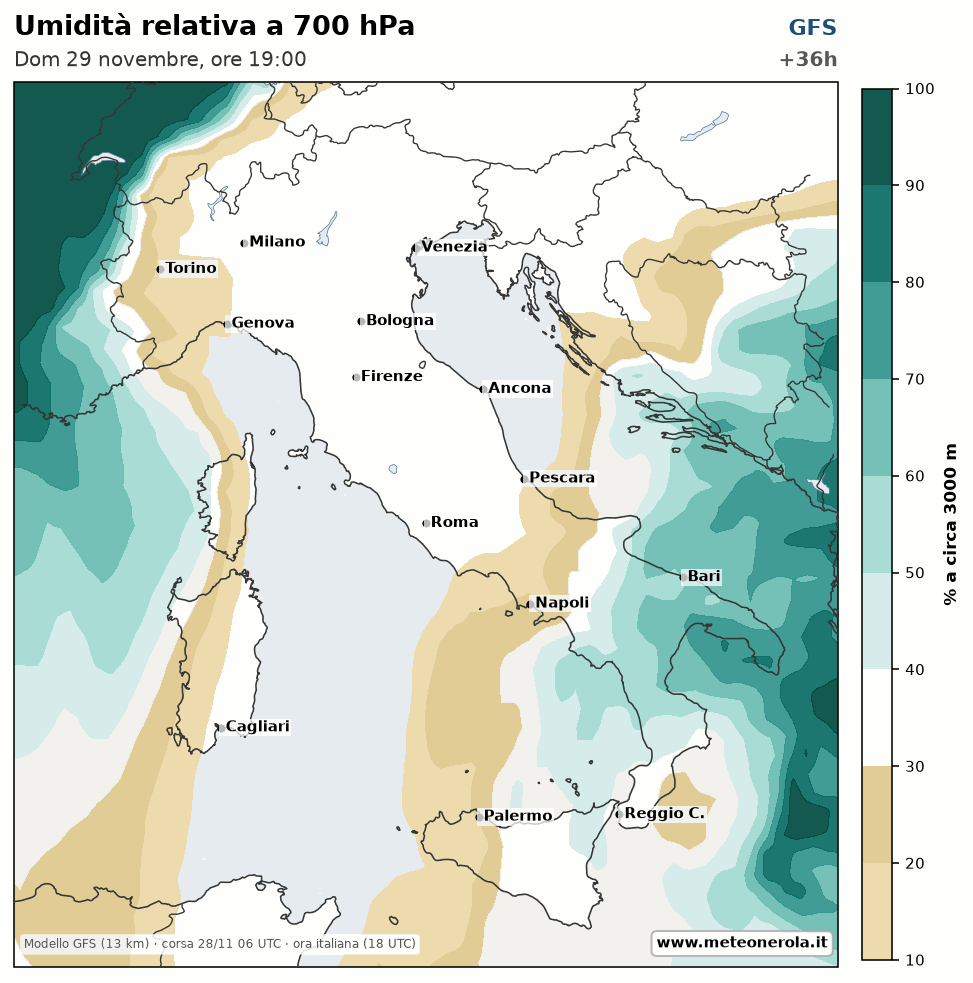 Umidità relativa a 700 hPa
GFS
Dom 29 novembre, ore 19:00
+36h
100
90
80
70
60
50
40
30
20
10
% a circa 3000 m
Milano
Venezia
Torino
Genova
Bologna
Firenze
Ancona
Pescara
Roma
Bari
Napoli
Cagliari
Palermo
Reggio C.
Modello GFS (13 km) · corsa 28/11 06 UTC · ora italiana (18 UTC)
www.meteonerola.it